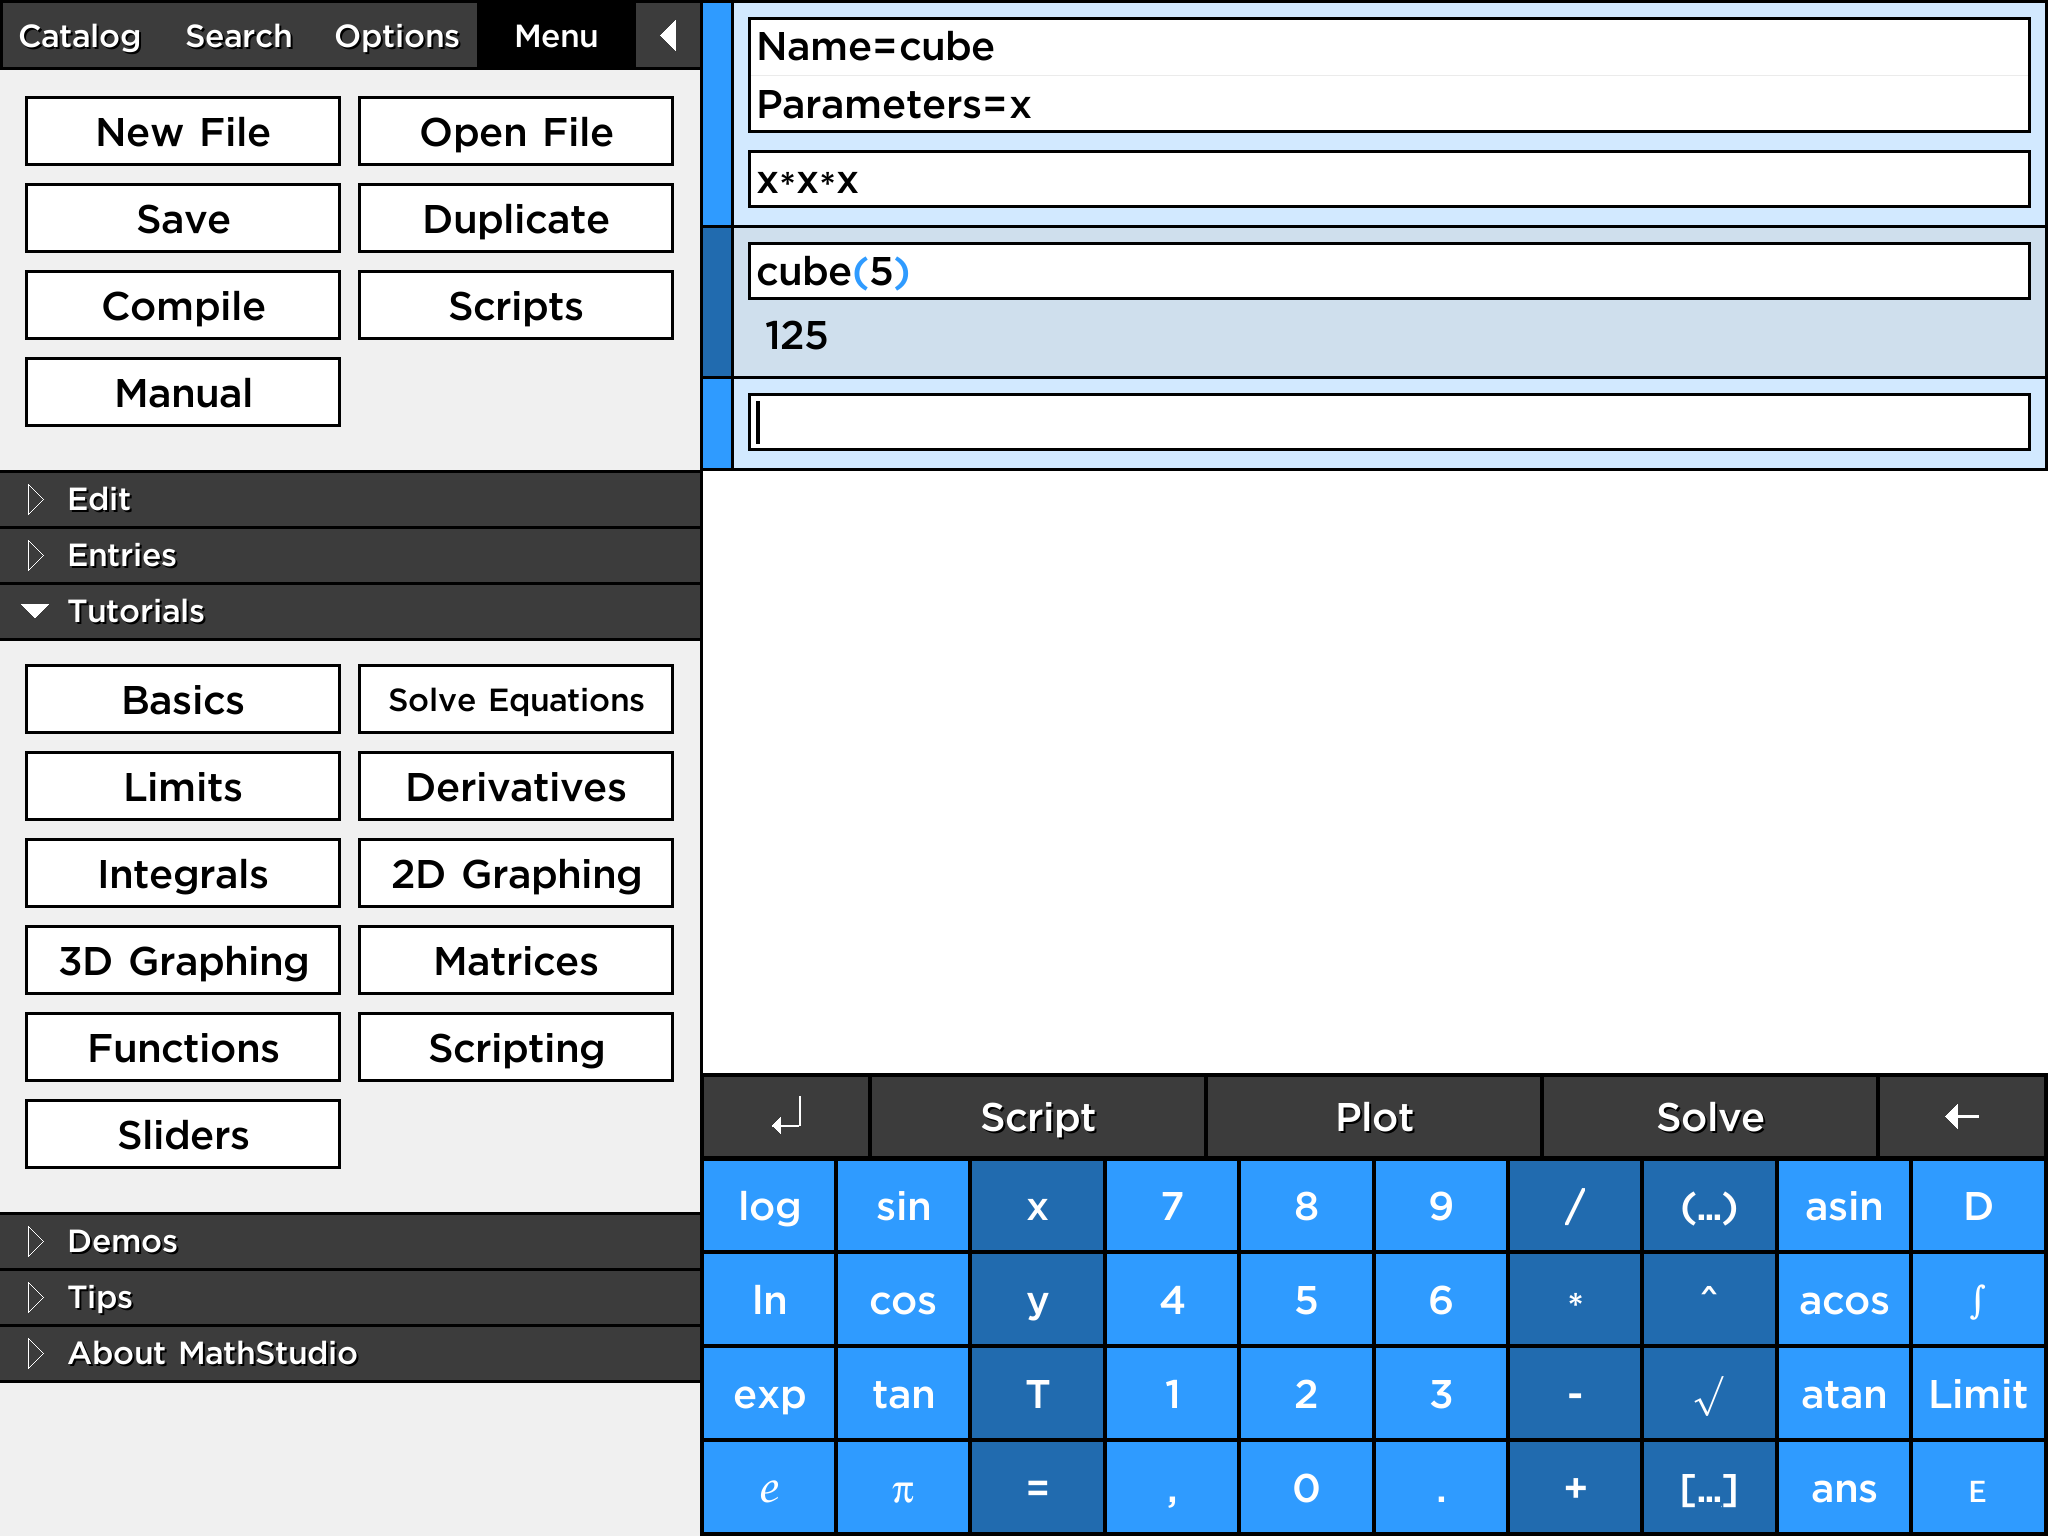 Catalog Search Options Menu
New File Open File
Save Duplicate
Compile Scripts
Manual
Edit
Entries
Tutorials
Basics Solve Equations
Limits Derivatives
Integrals 2D Graphing
3D Graphing Matrices
Functions Scripting
Sliders
Demos
Tips
About MathStudio
Name=cube
Parameters=x
x*x*x
cube(5)
125
Script Plot Solve ←
log sin x 7 8 9 / (...) asin D
ln cos y 4 5 6 * ^ acos ∫
exp tan T 1 2 3 - √ atan Limit
e π = , 0 . + [...] ans E